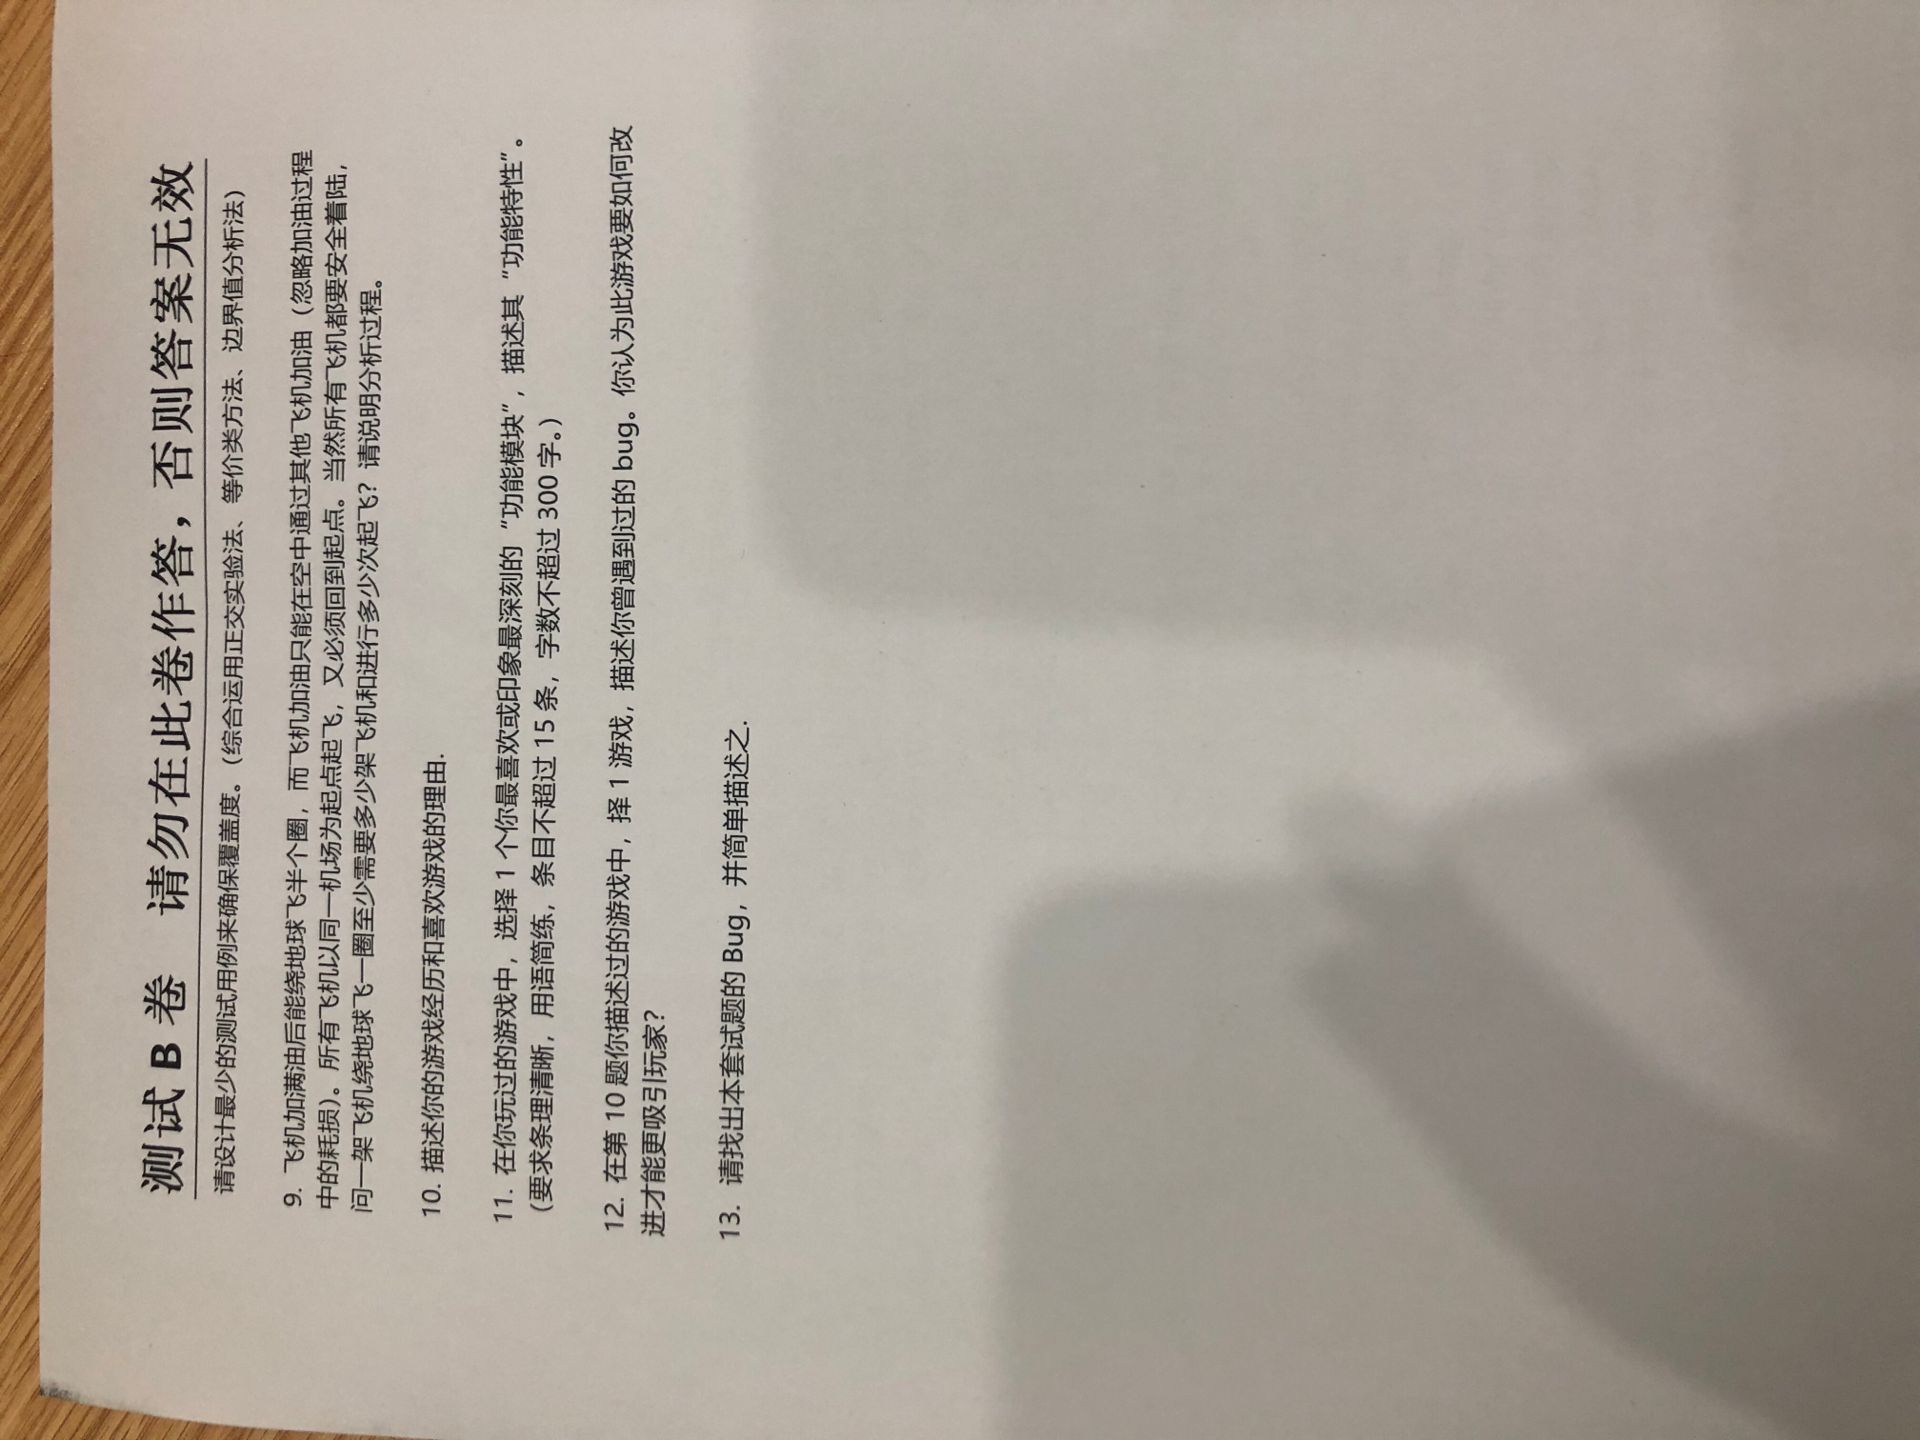 测试 B 卷 请勿在此卷作答，否则答案无效
请设计最少的测试用例来确保覆盖度。（综合运用正交实验法、等价类方法、边界值分析法）
9. 飞机加满油后能绕地球飞半个圈，而飞机加油只能在空中通过其他飞机加油（忽略加油过程
中的耗损）。所有飞机以同一机场为起点起飞，又必须回到起点。当然所有飞机都要安全着陆，
问一架飞机绕地球飞一圈至少需要多少架飞机和进行多少次起飞？请说明分析过程。
10. 描述你的游戏经历和喜欢游戏的理由.
11. 在你玩过的游戏中，选择 1 个你最喜欢或印象最深刻的“功能模块”，描述其“功能特性”。
（要求条理清晰，用语简练，条目不超过 15 条，字数不超过 300 字。）
12. 在第 10 题你描述过的游戏中，择 1 游戏，描述你曾遇到过的 bug。你认为此游戏要如何改
进才能更吸引玩家？
13. 请找出本套试题的 Bug，并简单描述之.